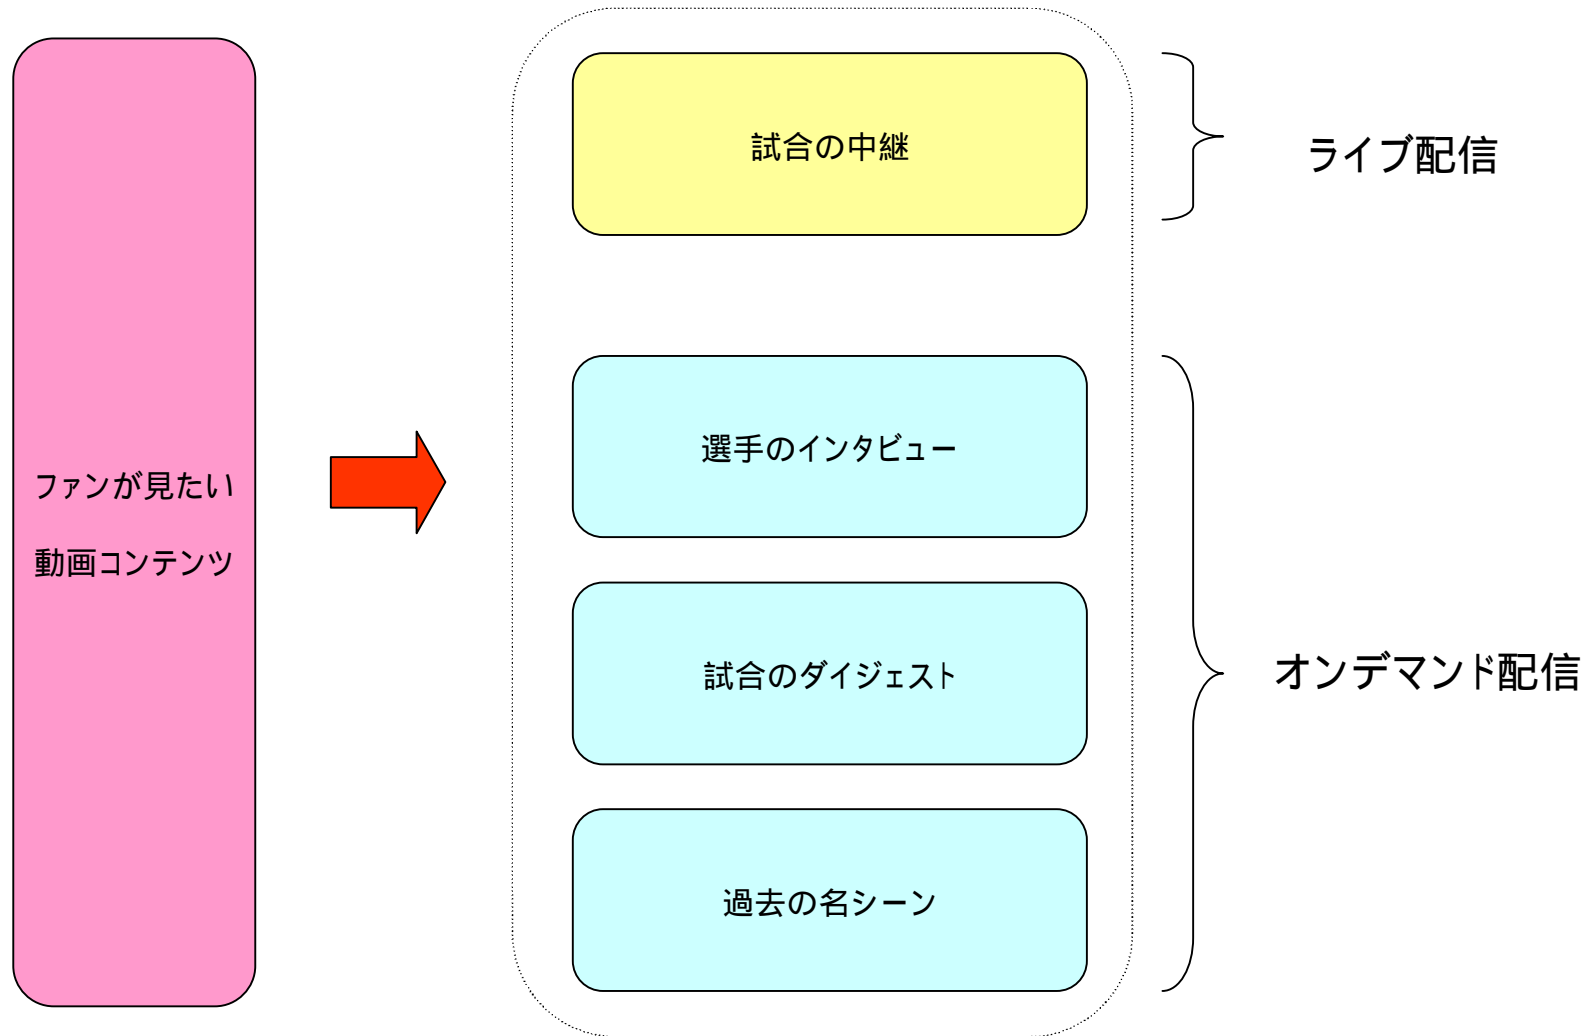 ファンが見たい
動画コンテンツ
試合の中継
選手のインタビュー
試合のダイジェスト
過去の名シーン
ライブ配信
オンデマンド配信